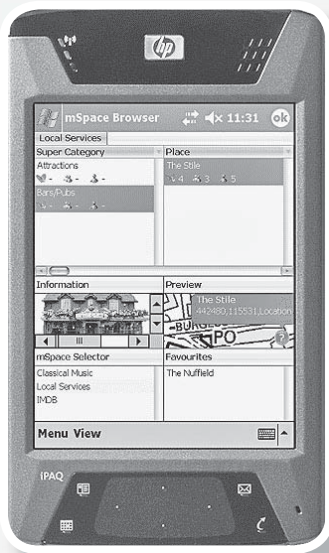 hp
mSpace Browser 11:31 ok
Local Services
Super Category Place
Attractions The Stile
- - - 4 3 5
Bars/Pubs
- - -
Information Preview
The Stile
442480,115531,Location
PO
mSpace Selector Favourites
Classical Music The Nuffield
Local Services
IMDB
Menu View
iPAQ